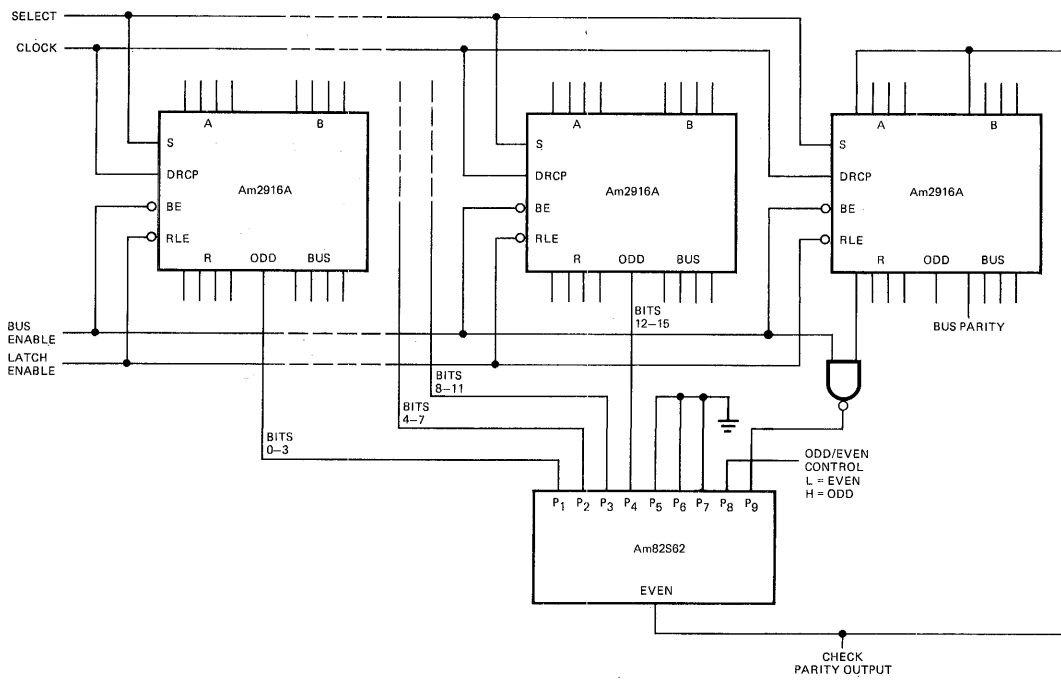 SELECT
CLOCK
A B
S
DRCP
Am2916A
BE
RLE
R ODD BUS
A B
S
DRCP
Am2916A
BE
RLE
R ODD BUS
A B
S
DRCP
Am2916A
BE
RLE
R ODD BUS
BUS
ENABLE
LATCH
ENABLE
BITS
12–15
BUS PARITY
BITS
8–11
BITS
4–7
BITS
0–3
ODD/EVEN
CONTROL
L = EVEN
H = ODD
P1 P2 P3 P4 P5 P6 P7 P8 P9
Am82S62
EVEN
CHECK
PARITY OUTPUT